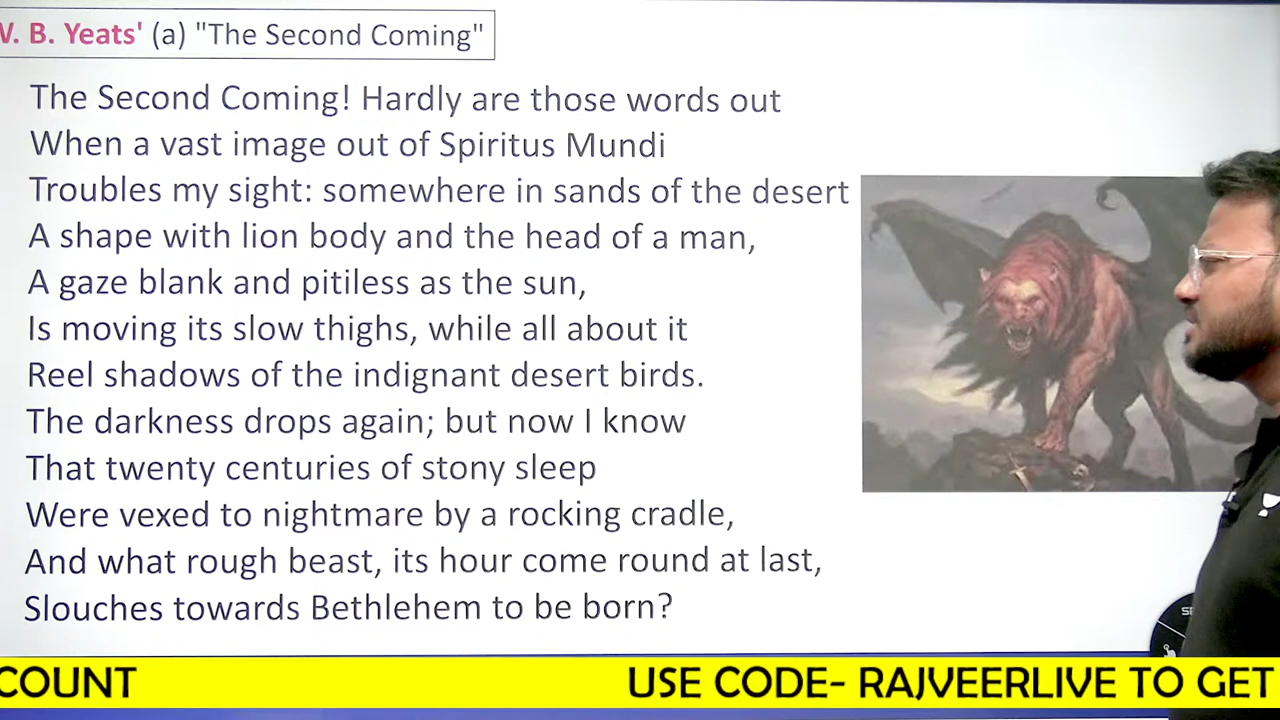 W. B. Yeats' (a) "The Second Coming"
The Second Coming! Hardly are those words out
When a vast image out of Spiritus Mundi
Troubles my sight: somewhere in sands of the desert
A shape with lion body and the head of a man,
A gaze blank and pitiless as the sun,
Is moving its slow thighs, while all about it
Reel shadows of the indignant desert birds.
The darkness drops again; but now I know
That twenty centuries of stony sleep
Were vexed to nightmare by a rocking cradle,
And what rough beast, its hour come round at last,
Slouches towards Bethlehem to be born?
COUNT USE CODE- RAJVEERLIVE TO GET